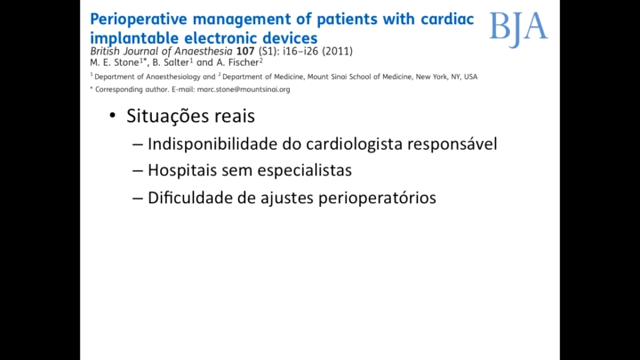 Perioperative management of patients with cardiac
implantable electronic devices
BJA
British Journal of Anaesthesia 107 (S1): i16–i26 (2011)
M. E. Stone1*, B. Salter1 and A. Fischer2
1 Department of Anaesthesiology and 2 Department of Medicine, Mount Sinai School of Medicine, New York, NY, USA
* Corresponding author. E-mail: marc.stone@mountsinai.org
• Situações reais
– Indisponibilidade do cardiologista responsável
– Hospitais sem especialistas
– Dificuldade de ajustes perioperatórios